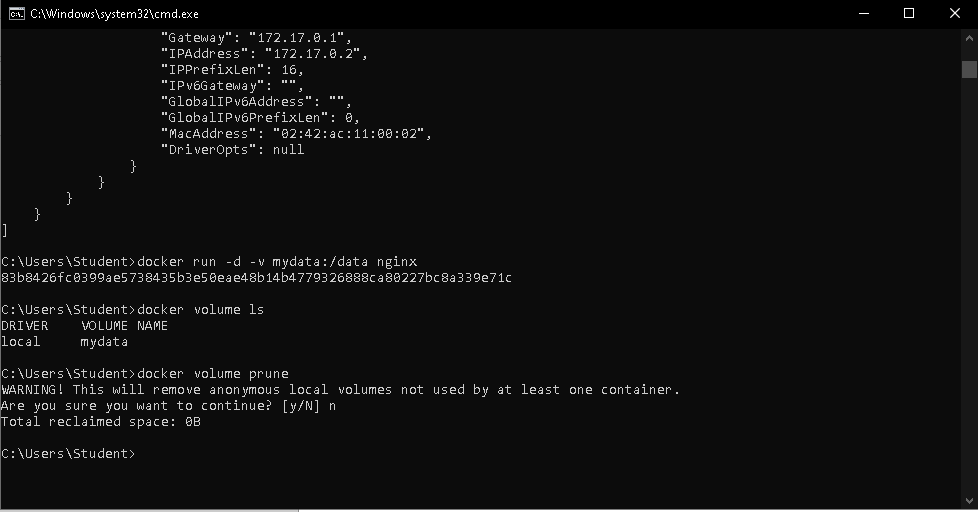 C:\Windows\system32\cmd.exe
"Gateway": "172.17.0.1",
"IPAddress": "172.17.0.2",
"IPPrefixLen": 16,
"IPv6Gateway": "",
"GlobalIPv6Address": "",
"GlobalIPv6PrefixLen": 0,
"MacAddress": "02:42:ac:11:00:02",
"DriverOpts": null
}
}
}
}
]
C:\Users\Student>docker run -d -v mydata:/data nginx
83b8426fc0399ae5738435b3e50eae48b14b4779326888ca80227bc8a339e71c
C:\Users\Student>docker volume ls
DRIVER    VOLUME NAME
local     mydata
C:\Users\Student>docker volume prune
WARNING! This will remove anonymous local volumes not used by at least one container.
Are you sure you want to continue? [y/N] n
Total reclaimed space: 0B
C:\Users\Student>